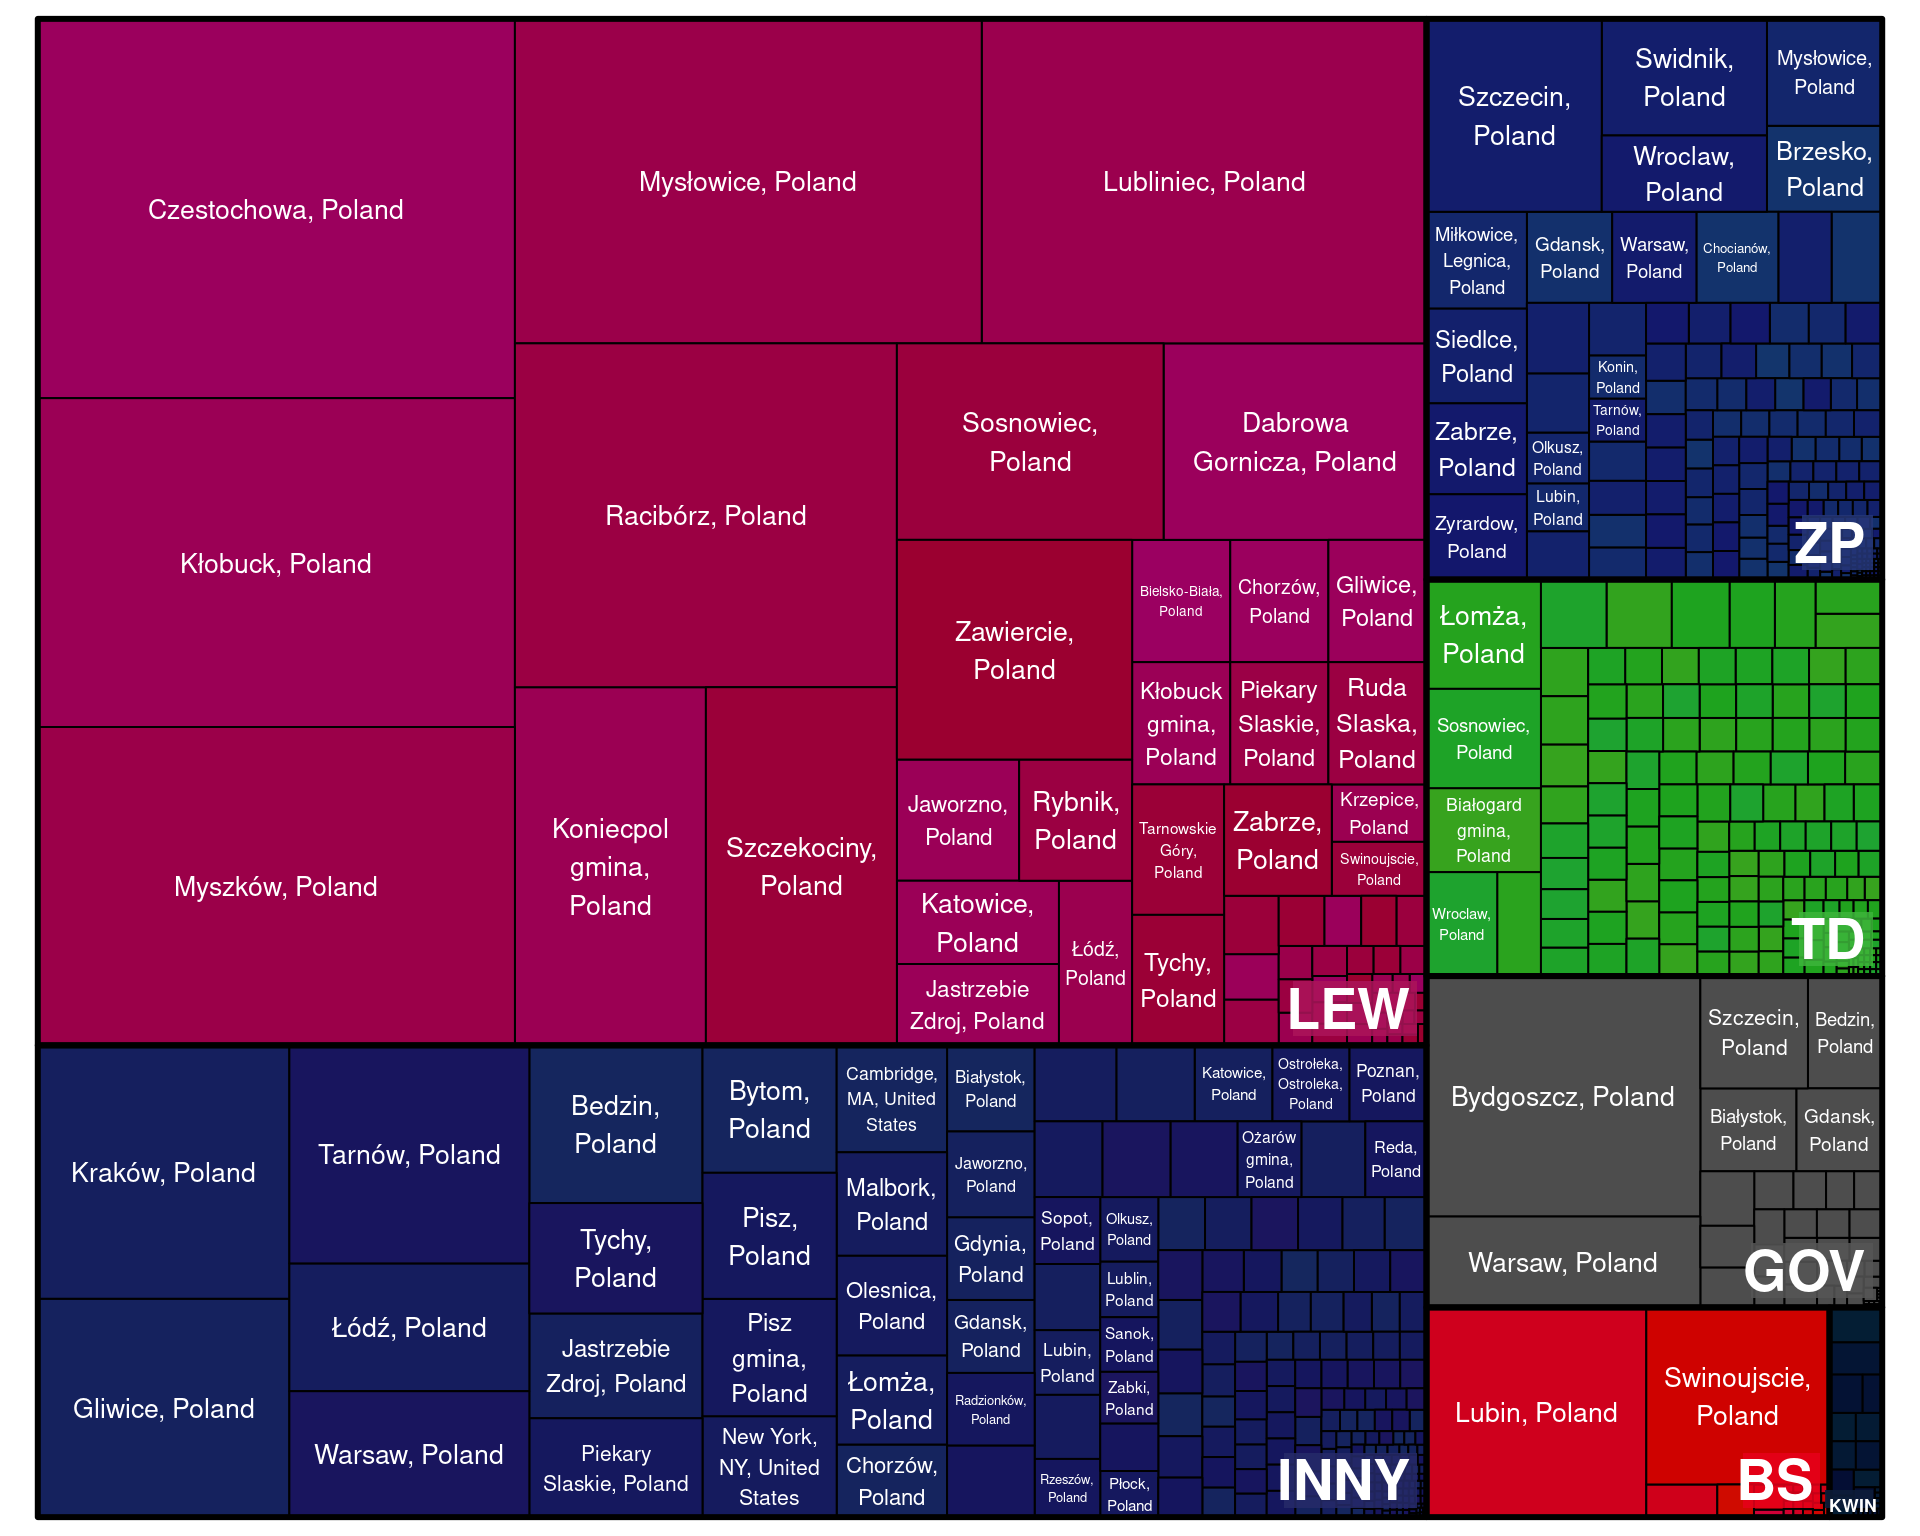 Czestochowa, Poland
Kłobuck, Poland
Myszków, Poland
Mysłowice, Poland
Lubliniec, Poland
Racibórz, Poland
Sosnowiec,
Poland
Dabrowa
Gornicza, Poland
Koniecpol
gmina,
Poland
Szczekociny,
Poland
Zawiercie,
Poland
Bielsko-Biała,
Poland
Chorzów,
Poland
Gliwice,
Poland
Kłobuck
gmina,
Poland
Piekary
Slaskie,
Poland
Ruda
Slaska,
Poland
Jaworzno,
Poland
Rybnik,
Poland
Katowice,
Poland
Jastrzebie
Zdroj, Poland
Łódź,
Poland
Tarnowskie
Góry,
Poland
Tychy,
Poland
Zabrze,
Poland
Krzepice,
Poland
Swinoujscie,
Poland
LEW
Kraków, Poland
Gliwice, Poland
Tarnów, Poland
Łódź, Poland
Warsaw, Poland
Bedzin,
Poland
Tychy,
Poland
Jastrzebie
Zdroj, Poland
Piekary
Slaskie, Poland
Bytom,
Poland
Pisz,
Poland
Pisz
gmina,
Poland
New York,
NY, United
States
Cambridge,
MA, United
States
Malbork,
Poland
Olesnica,
Poland
Łomża,
Poland
Chorzów,
Poland
Białystok,
Poland
Jaworzno,
Poland
Gdynia,
Poland
Gdansk,
Poland
Radzionków,
Poland
Katowice,
Poland
Ostrołeka,
Ostroleka,
Poland
Poznan,
Poland
Ożarów
gmina,
Poland
Reda,
Poland
Sopot,
Poland
Lubin,
Poland
Rzeszów,
Poland
Olkusz,
Poland
Lublin,
Poland
Sanok,
Poland
Zabki,
Poland
Płock,
Poland
INNY
Szczecin,
Poland
Swidnik,
Poland
Wroclaw,
Poland
Mysłowice,
Poland
Brzesko,
Poland
Miłkowice,
Legnica,
Poland
Siedlce,
Poland
Zabrze,
Poland
Zyrardow,
Poland
Gdansk,
Poland
Warsaw,
Poland
Chocianów,
Poland
Olkusz,
Poland
Lubin,
Poland
Konin,
Poland
Tarnów,
Poland
ZP
Łomża,
Poland
Sosnowiec,
Poland
Białogard
gmina,
Poland
Wroclaw,
Poland
TD
Bydgoszcz, Poland
Warsaw, Poland
Szczecin,
Poland
Bedzin,
Poland
Białystok,
Poland
Gdansk,
Poland
GOV
Lubin, Poland
Swinoujscie,
Poland
BS
KWIN